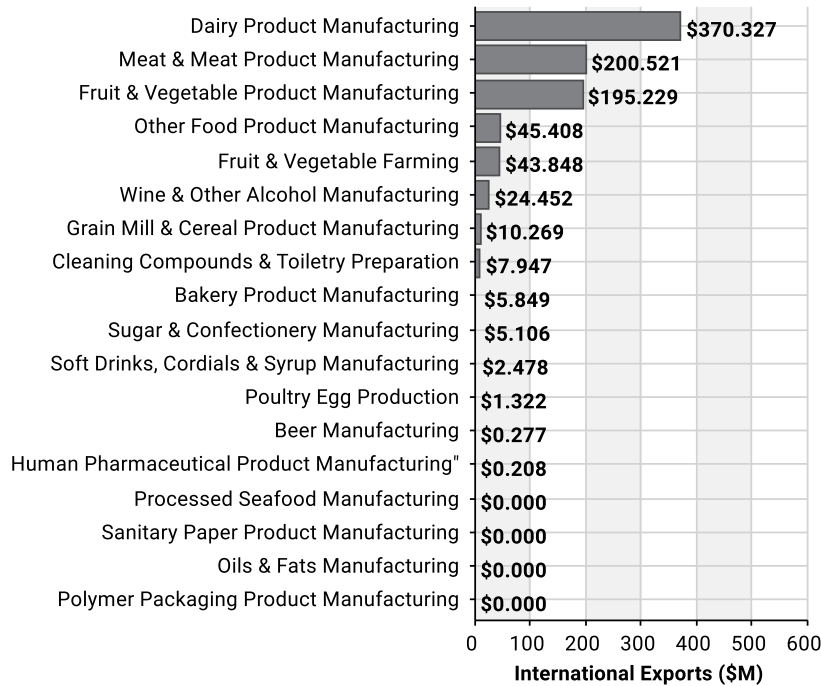 Dairy Product Manufacturing $370.327
Meat & Meat Product Manufacturing $200.521
Fruit & Vegetable Product Manufacturing $195.229
Other Food Product Manufacturing $45.408
Fruit & Vegetable Farming $43.848
Wine & Other Alcohol Manufacturing $24.452
Grain Mill & Cereal Product Manufacturing $10.269
Cleaning Compounds & Toiletry Preparation $7.947
Bakery Product Manufacturing $5.849
Sugar & Confectionery Manufacturing $5.106
Soft Drinks, Cordials & Syrup Manufacturing $2.478
Poultry Egg Production $1.322
Beer Manufacturing $0.277
Human Pharmaceutical Product Manufacturing" $0.208
Processed Seafood Manufacturing $0.000
Sanitary Paper Product Manufacturing $0.000
Oils & Fats Manufacturing $0.000
Polymer Packaging Product Manufacturing $0.000
0 100 200 300 400 500 600
International Exports ($M)